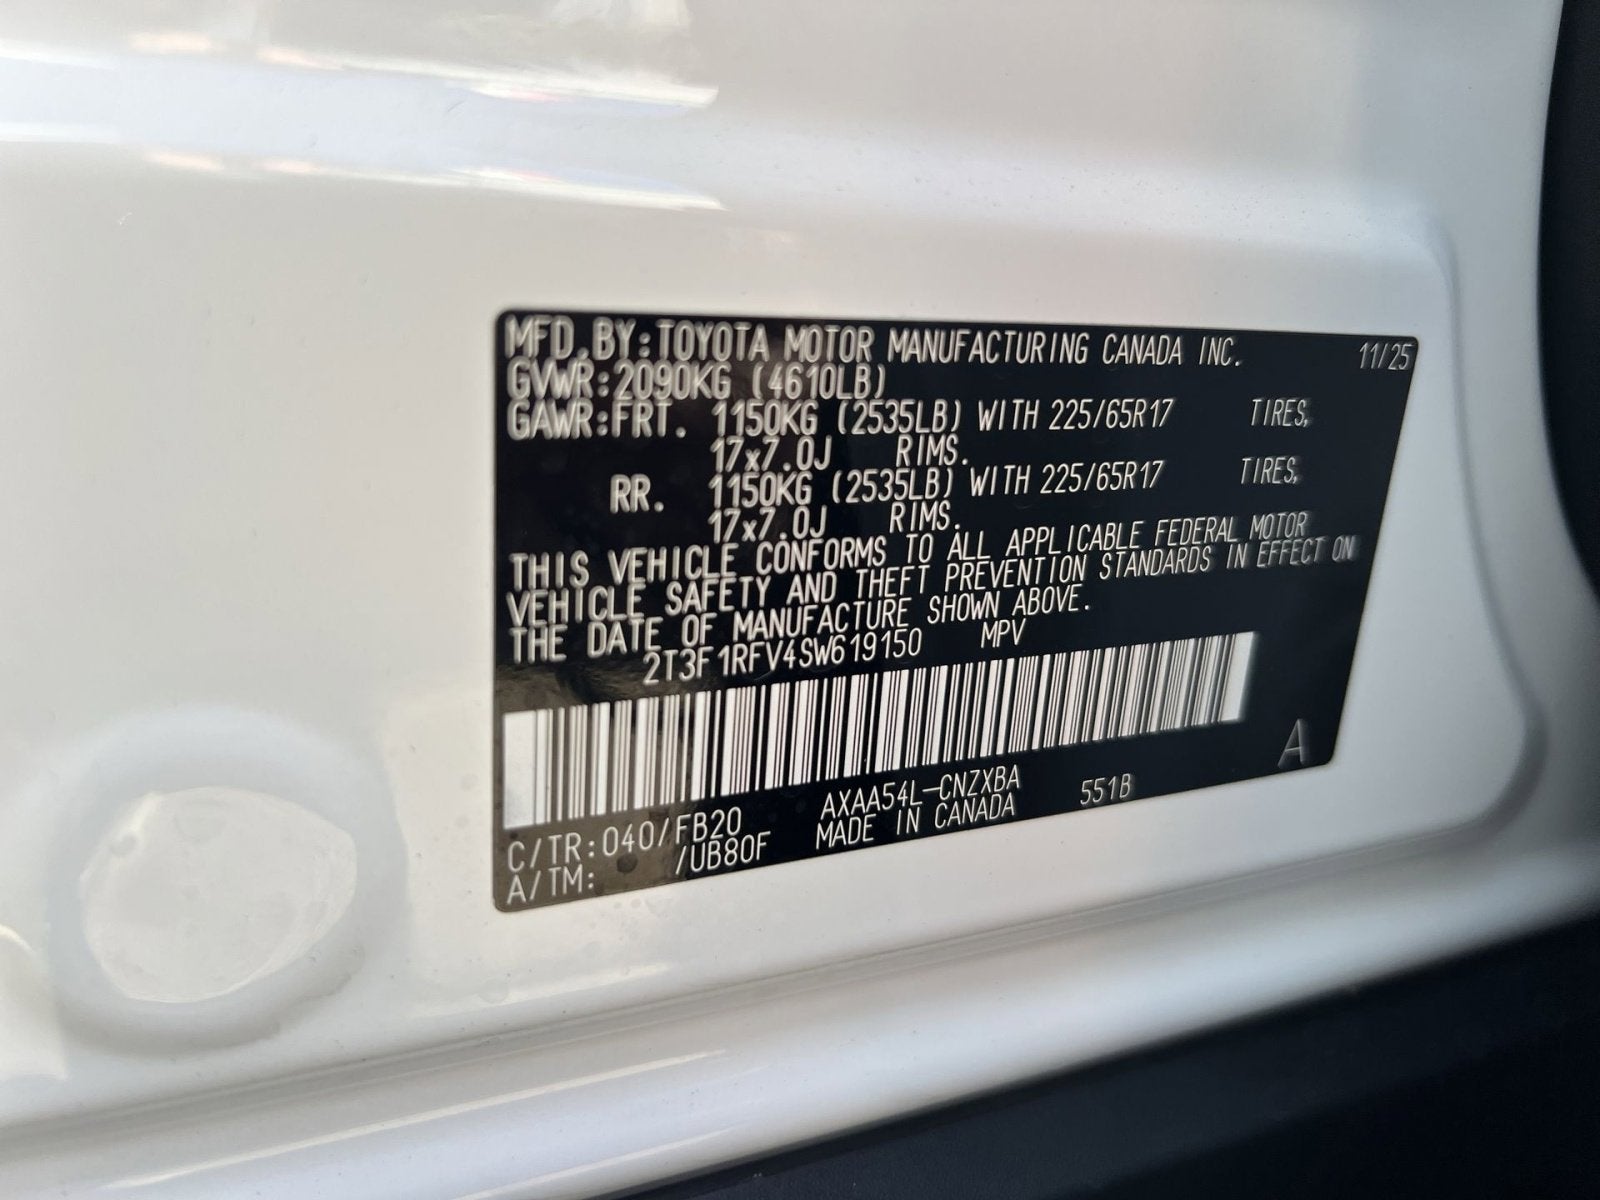 MFD.BY:TOYOTA MOTOR MANUFACTURING CANADA INC. 11/25
GVWR:2090KG (4610LB)
GAWR:FRT. 1150KG (2535LB) WITH 225/65R17 TIRES,
17x7.0J RIMS.
RR. 1150KG (2535LB) WITH 225/65R17 TIRES,
17x7.0J RIMS.
THIS VEHICLE CONFORMS TO ALL APPLICABLE FEDERAL MOTOR
VEHICLE SAFETY AND THEFT PREVENTION STANDARDS IN EFFECT ON
THE DATE OF MANUFACTURE SHOWN ABOVE.
2T3F1RFV4SW619150 MPV
A
C/TR:040/FB20 AXAA54L-CNZXBA 551B
A/TM: /UB80F MADE IN CANADA